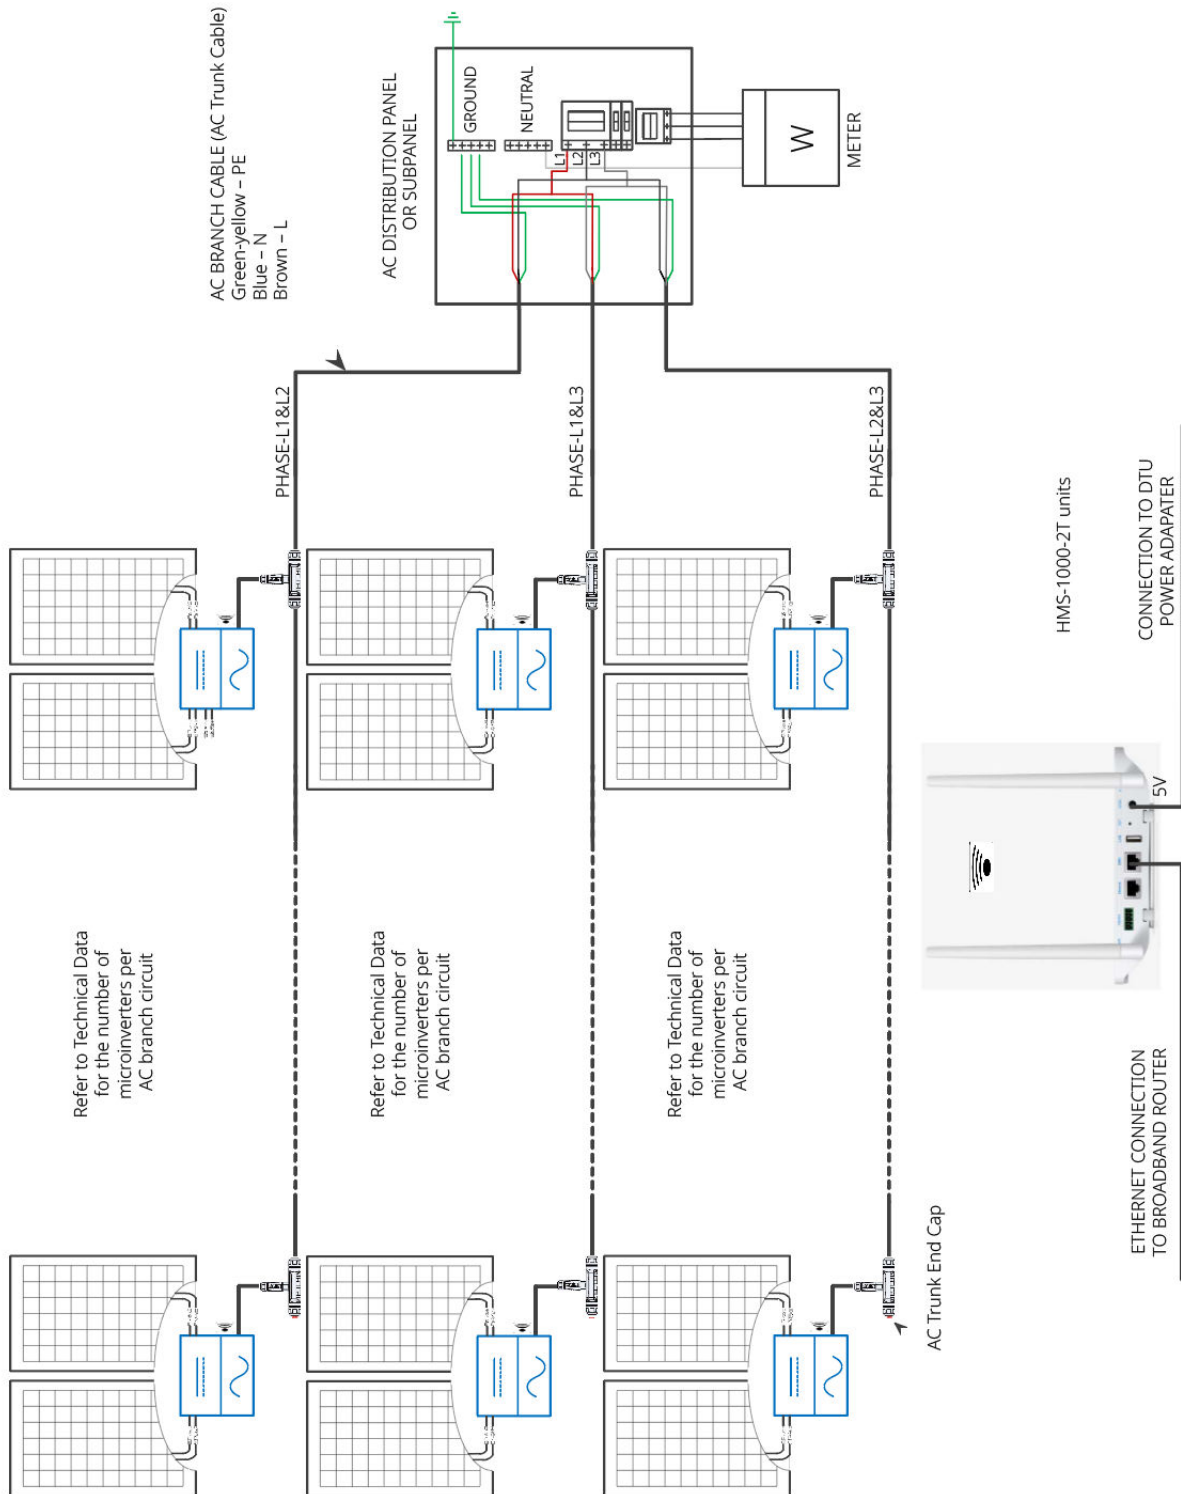 AC BRANCH CABLE (AC Trunk Cable)
Green-yellow – PE
Blue – N
Brown – L
AC DISTRIBUTION PANEL
OR SUBPANEL
GROUND
NEUTRAL
L1
L2
L3
W
METER
PHASE-L1&L2
PHASE-L1&L3
PHASE-L2&L3
Refer to Technical Data
for the number of
microinverters per
AC branch circuit
Refer to Technical Data
for the number of
microinverters per
AC branch circuit
Refer to Technical Data
for the number of
microinverters per
AC branch circuit
AC Trunk End Cap
HMS-1000-2T units
CONNECTION TO DTU
POWER ADAPATER
5V
ETHERNET CONNECTION
TO BROADBAND ROUTER